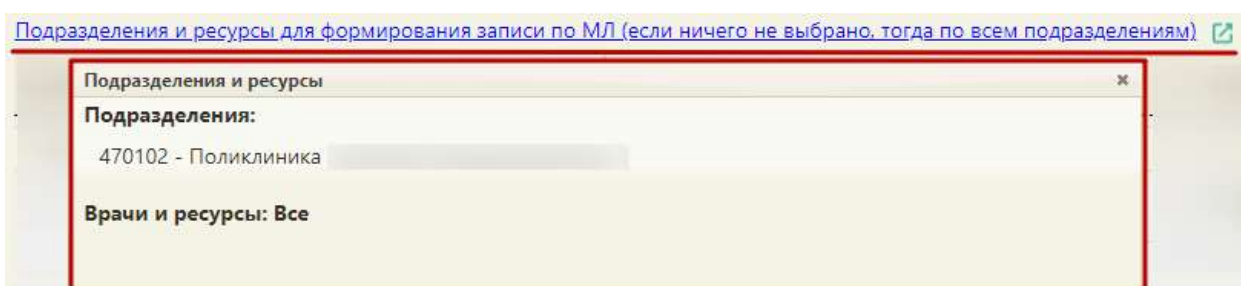 Подразделения и ресурсы для формирования записи по МЛ (если ничего не выбрано, тогда по всем подразделениям)
Подразделения и ресурсы
Подразделения:
470102 - Поликлиника
Врачи и ресурсы: Все